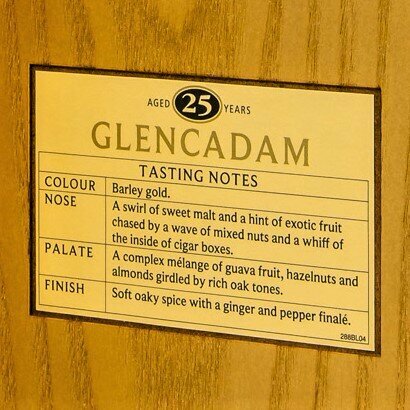 AGED 25 YEARS
GLENCADAM
TASTING NOTES
COLOUR Barley gold.
NOSE A swirl of sweet malt and a hint of exotic fruit
chased by a wave of mixed nuts and a whiff of
the inside of cigar boxes.
PALATE A complex mélange of guava fruit, hazelnuts and
almonds girdled by rich oak tones.
FINISH Soft oaky spice with a ginger and pepper finalé.
288BL04